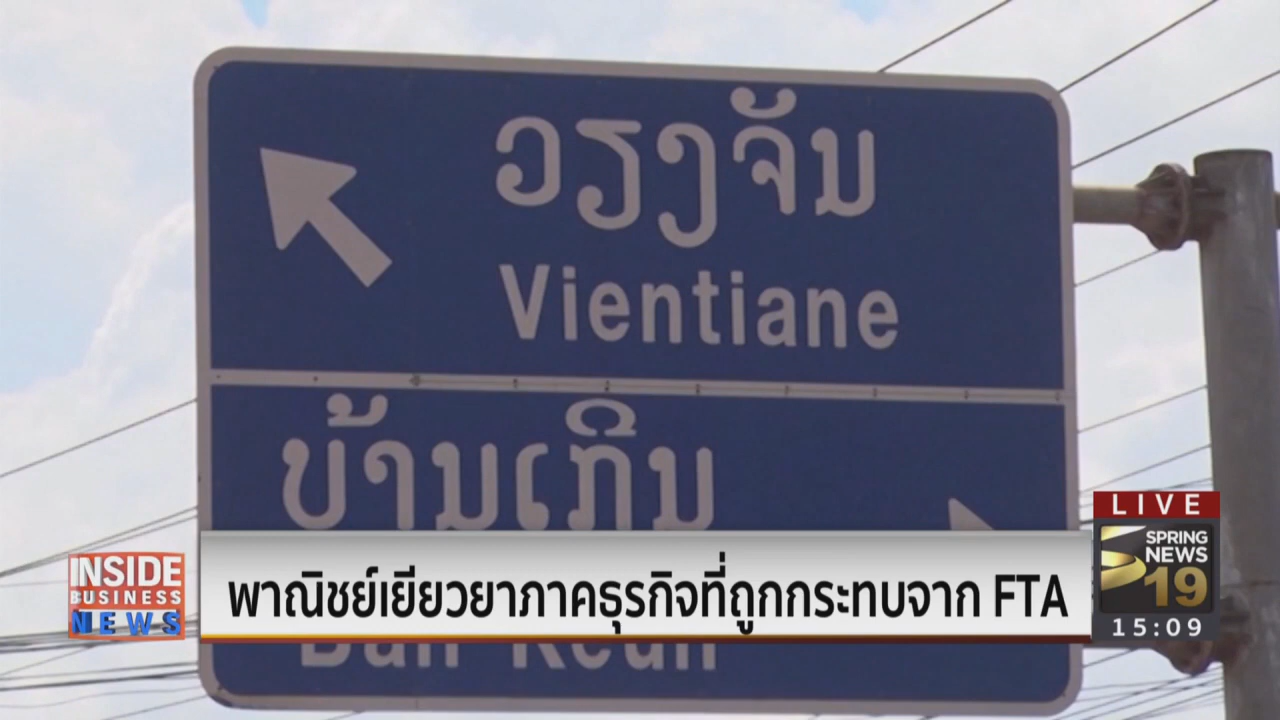 ວຽງຈັນ
Vientiane
ບ້ານເກີນ
Ban Keun
INSIDE
BUSINESS
NEWS
พาณิชย์เยียวยาภาคธุรกิจที่ถูกกระทบจาก FTA
LIVE
SPRING
NEWS
19
15:09